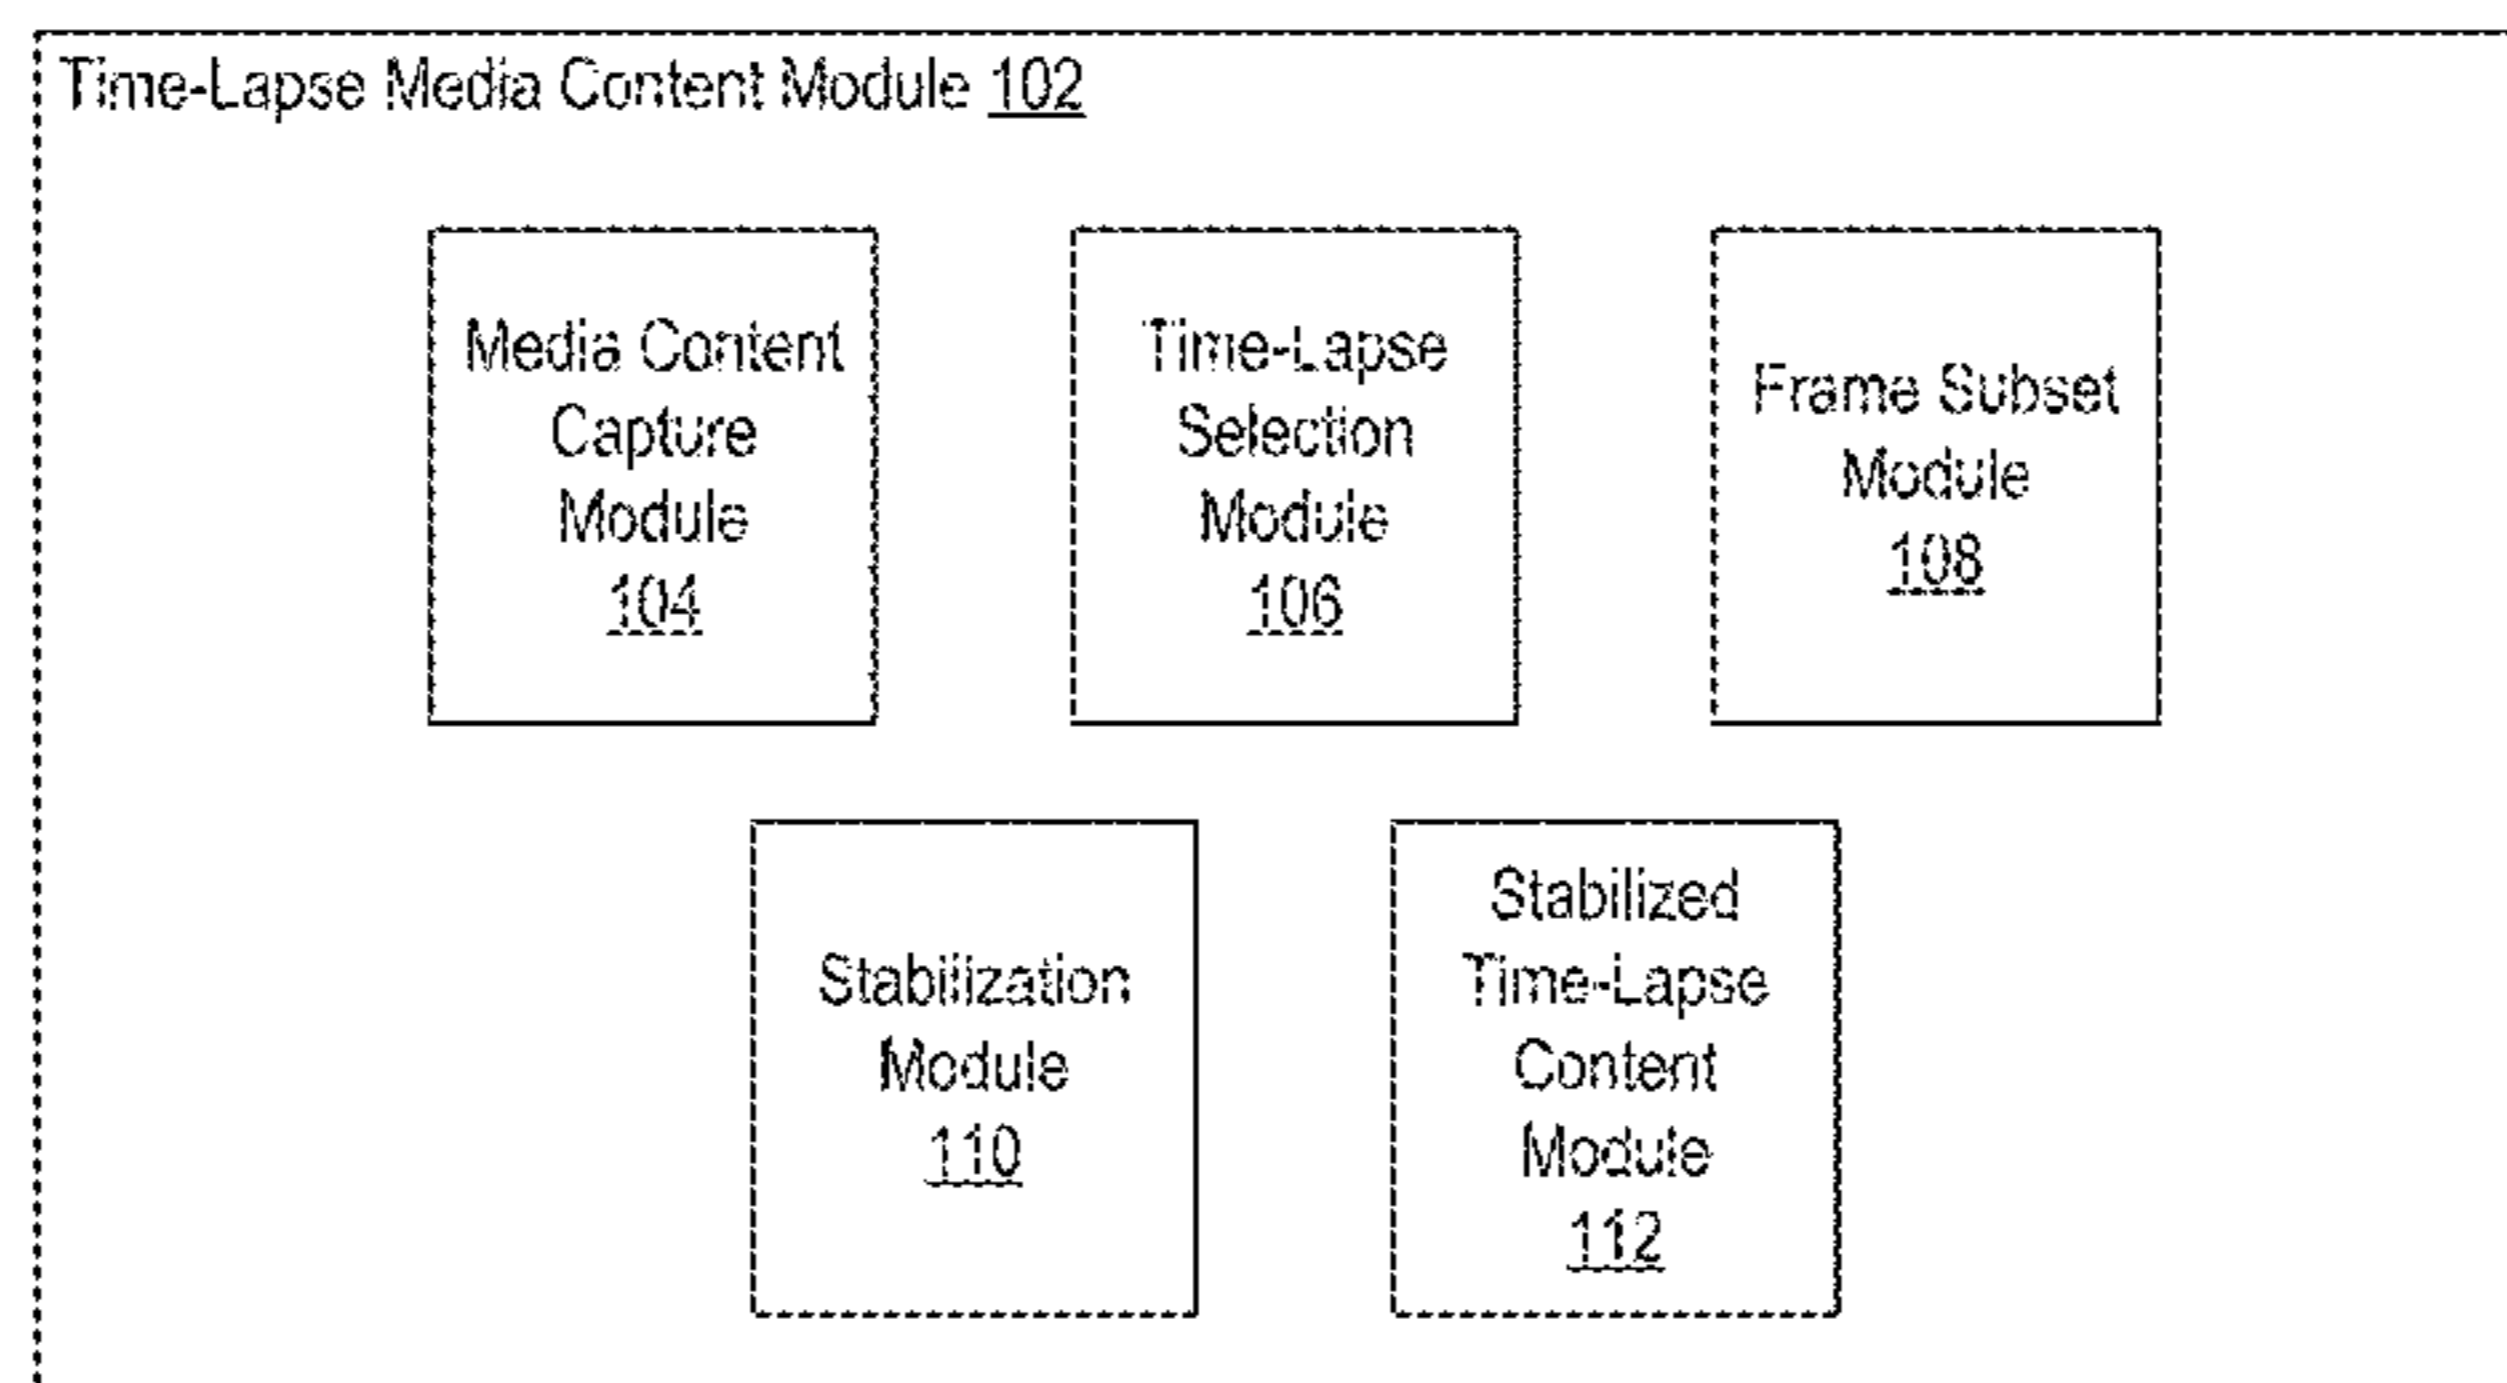 Time-Lapse Media Content Module 102
Media Content
Capture
Module
104
Time-Lapse
Selection
Module
106
Frame Subset
Module
108
Stabilization
Module
110
Stabilized
Time-Lapse
Content
Module
112